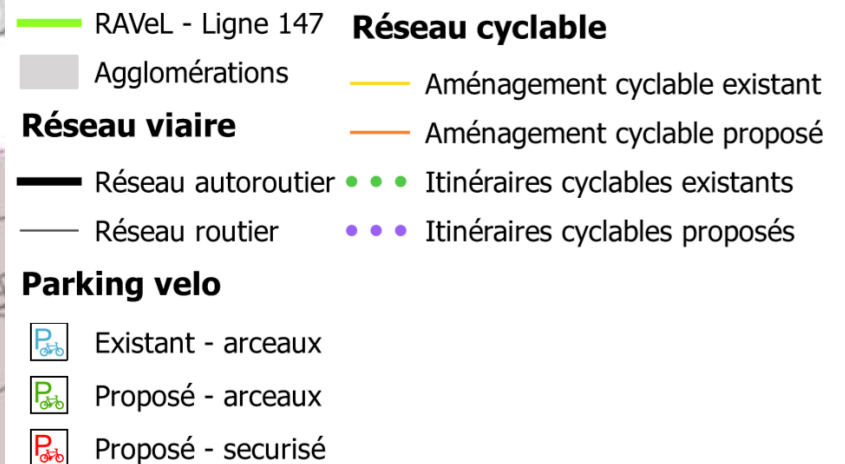 RAVeL - Ligne 147
Agglomérations
Réseau viaire
Réseau autoroutier
Réseau routier
Parking velo
P Existant - arceaux
P Proposé - arceaux
P Proposé - securisé
Réseau cyclable
Aménagement cyclable existant
Aménagement cyclable proposé
Itinéraires cyclables existants
Itinéraires cyclables proposés